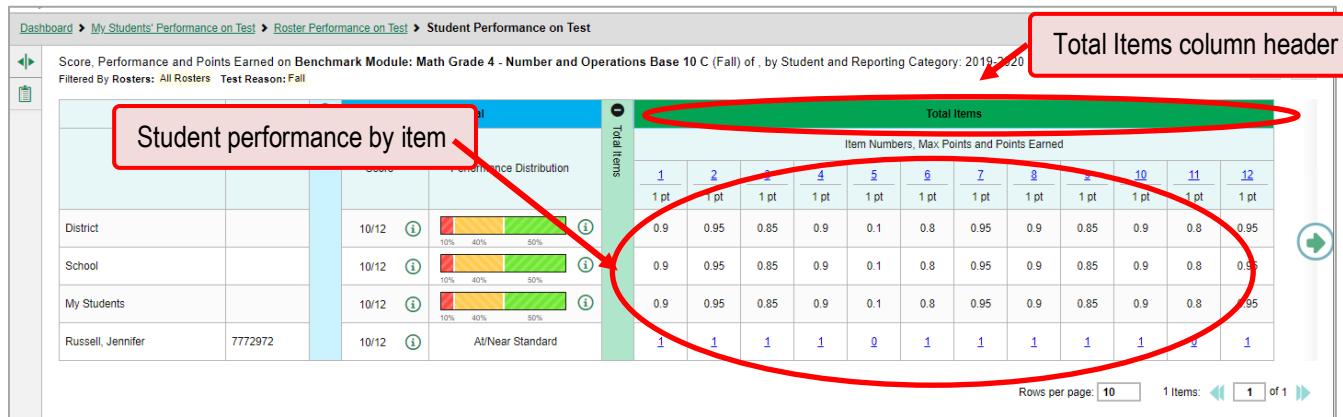 Dashboard > My Students' Performance on Test > Roster Performance on Test > Student Performance on Test
Total Items column header
Score, Performance and Points Earned on Benchmark Module: Math Grade 4 - Number and Operations Base 10 C (Fall) of , by Student and Reporting Category: 2019-2020
Filtered By Rosters: All Rosters Test Reason: Fall
Student performance by item
Total Items
Total Items
Item Numbers, Max Points and Points Earned
Score Performance Distribution
1 2 3 4 5 6 7 8 9 10 11 12
1 pt 1 pt 1 pt 1 pt 1 pt 1 pt 1 pt 1 pt 1 pt 1 pt 1 pt 1 pt
District 10/12 10% 40% 50% 0.9 0.95 0.85 0.9 0.1 0.8 0.95 0.9 0.85 0.9 0.8 0.95
School 10/12 10% 40% 50% 0.9 0.95 0.85 0.9 0.1 0.8 0.95 0.9 0.85 0.9 0.8 0.95
My Students 10/12 10% 40% 50% 0.9 0.95 0.85 0.9 0.1 0.8 0.95 0.9 0.85 0.9 0.8 0.95
Russell, Jennifer 7772972 10/12 At/Near Standard 1 1 1 1 0 1 1 1 1 1 0 1
Rows per page: 10 1 Items: 1 of 1